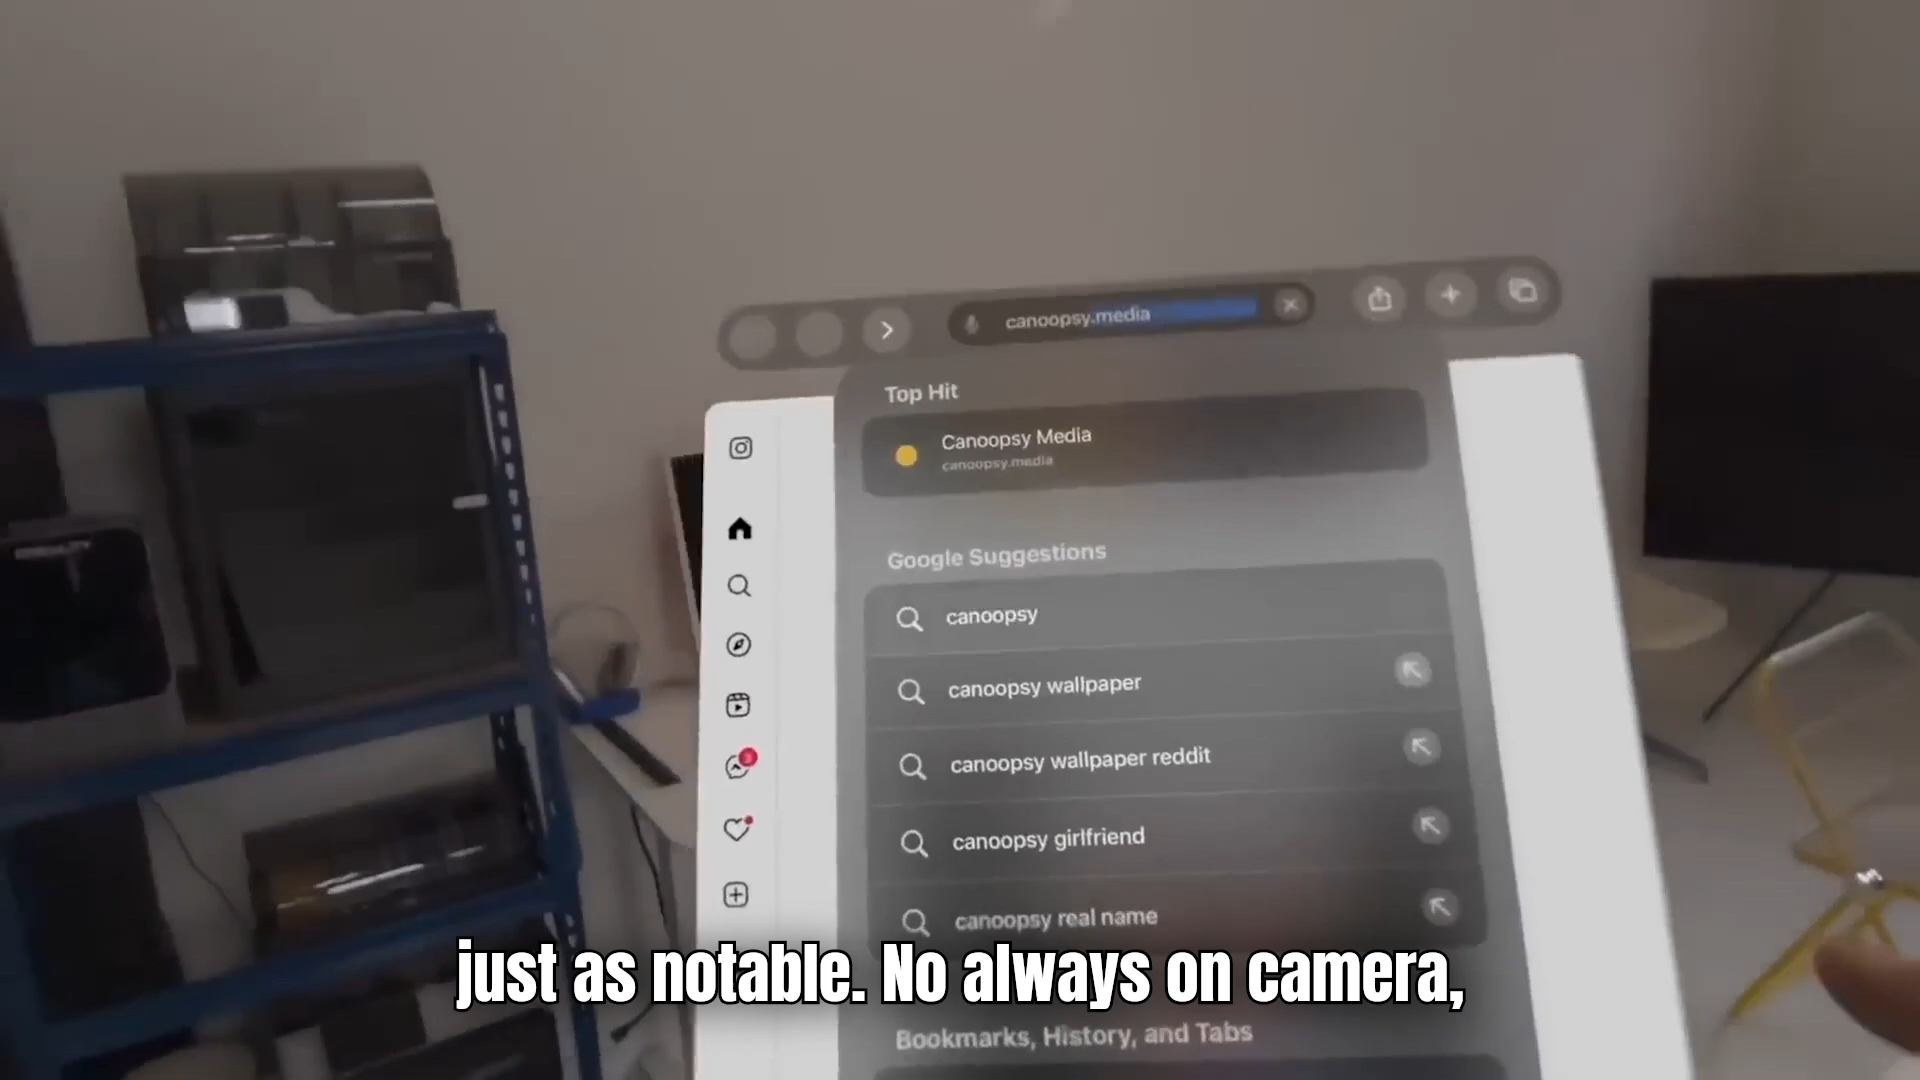 canoopsy.media
Top Hit
Canoopsy Media
canoopsy.media
Google Suggestions
canoopsy
canoopsy wallpaper
canoopsy wallpaper reddit
canoopsy girlfriend
canoopsy real name
just as notable. No always on camera,
Bookmarks, History, and Tabs